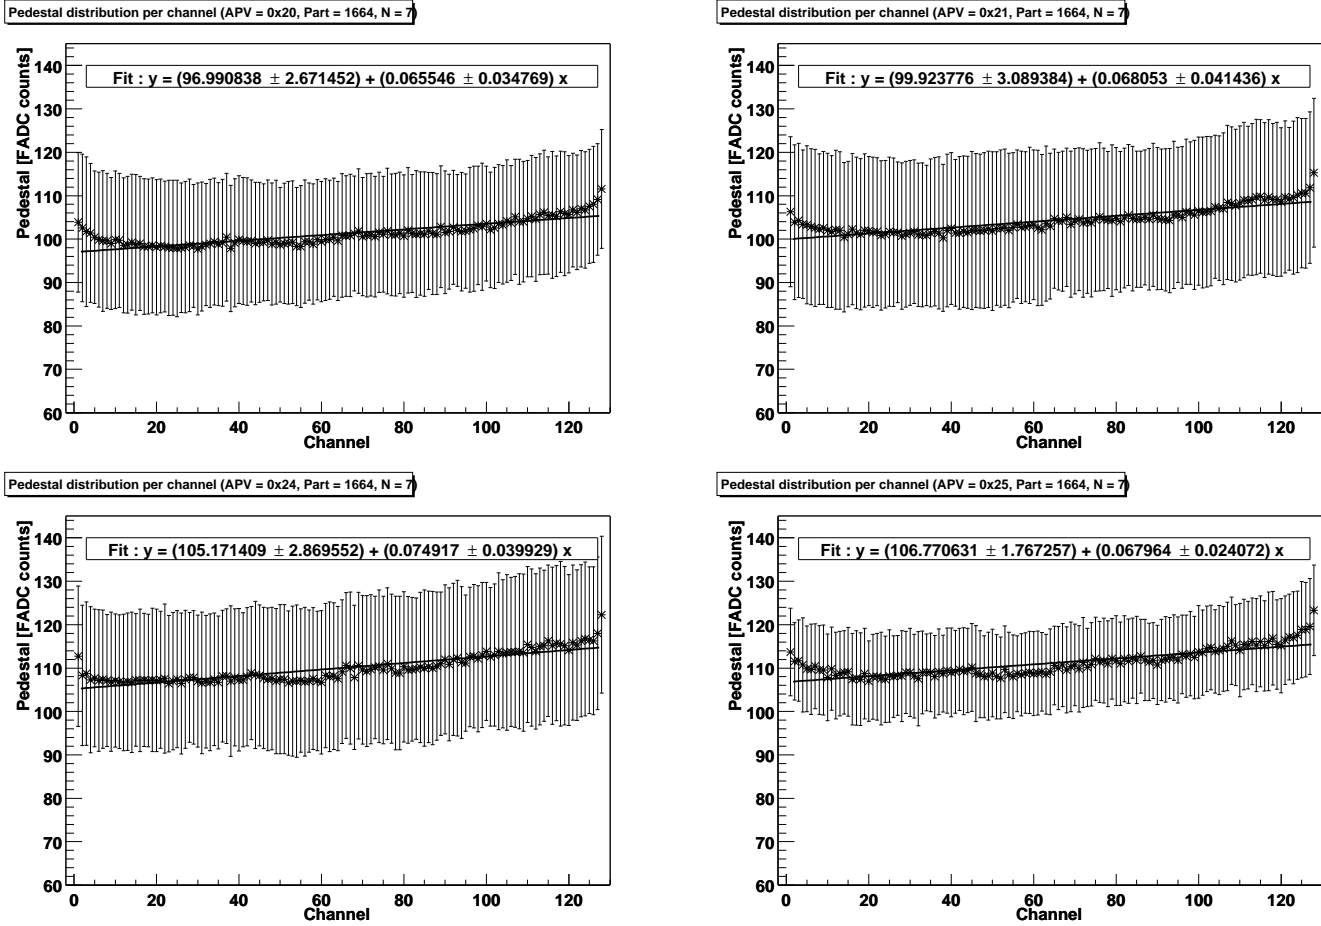 Pedestal distribution per channel (APV = 0x20, Part = 1664, N = 7)
Pedestal [FADC counts]
140
130
120
110
100
90
80
70
60
Fit : y = (96.990838 ± 2.671452) + (0.065546 ± 0.034769) x
0 20 40 60 80 100 120
Channel
Pedestal distribution per channel (APV = 0x21, Part = 1664, N = 7)
Pedestal [FADC counts]
140
130
120
110
100
90
80
70
60
Fit : y = (99.923776 ± 3.089384) + (0.068053 ± 0.041436) x
0 20 40 60 80 100 120
Channel
Pedestal distribution per channel (APV = 0x24, Part = 1664, N = 7)
Pedestal [FADC counts]
140
130
120
110
100
90
80
70
60
Fit : y = (105.171409 ± 2.869552) + (0.074917 ± 0.039929) x
0 20 40 60 80 100 120
Channel
Pedestal distribution per channel (APV = 0x25, Part = 1664, N = 7)
Pedestal [FADC counts]
140
130
120
110
100
90
80
70
60
Fit : y = (106.770631 ± 1.767257) + (0.067964 ± 0.024072) x
0 20 40 60 80 100 120
Channel